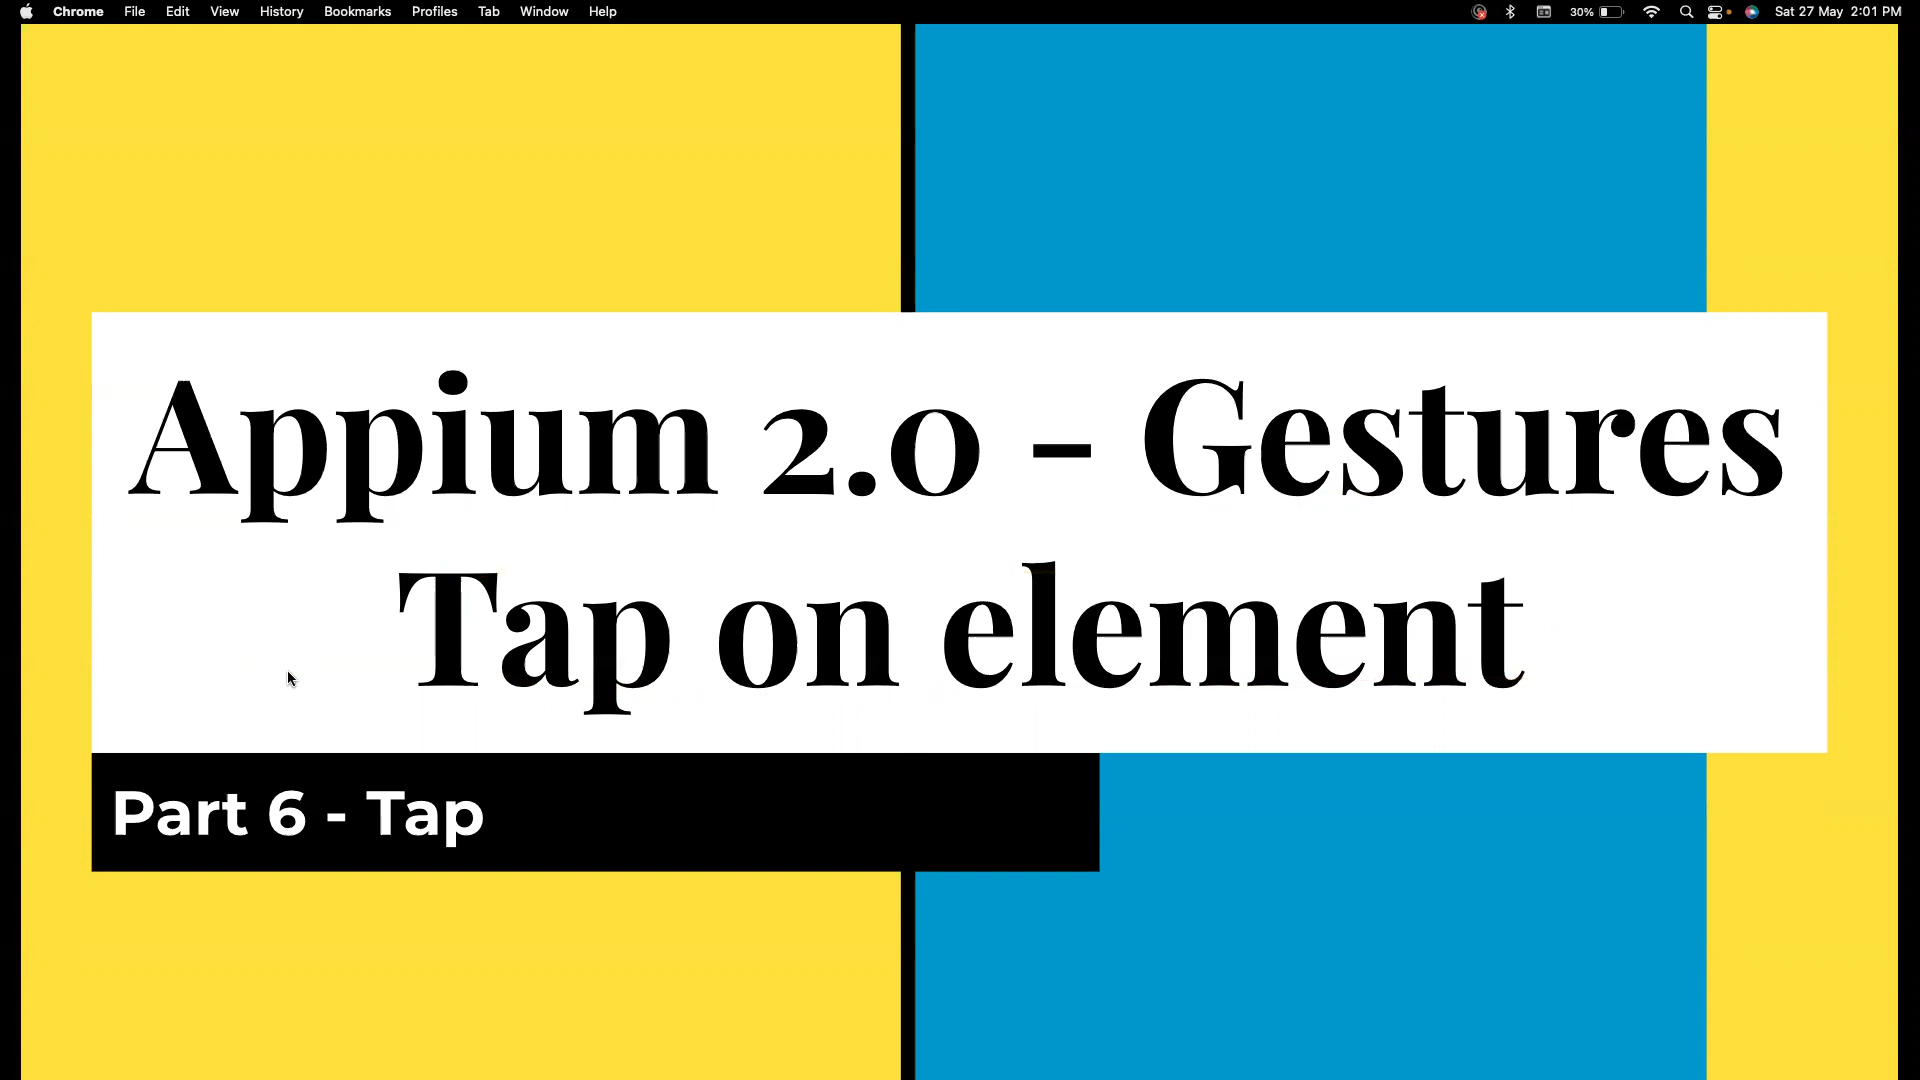 Chrome File Edit View History Bookmarks Profiles Tab Window Help 30% Sat 27 May 2:01 PM
Appium 2.0 - Gestures
Tap on element
Part 6 - Tap